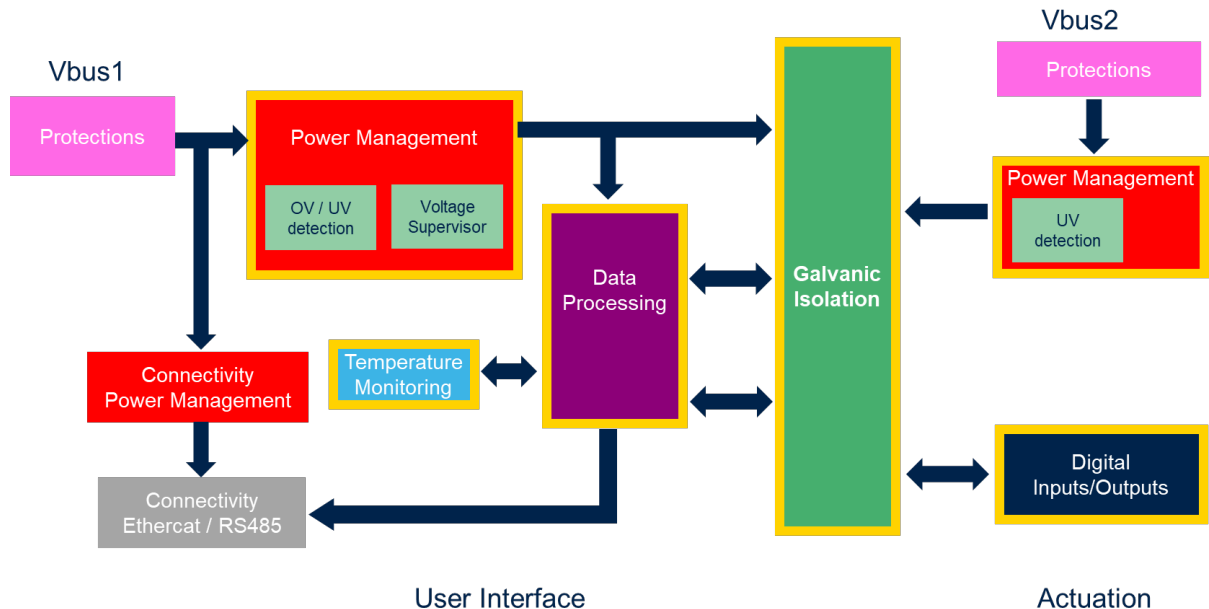 Vbus1
Protections
Power Management
OV / UV
detection
Voltage
Supervisor
Connectivity
Power Management
Connectivity
Ethercat / RS485
Temperature
Monitoring
Data
Processing
Galvanic
Isolation
Vbus2
Protections
Power Management
UV
detection
Digital
Inputs/Outputs
User Interface
Actuation